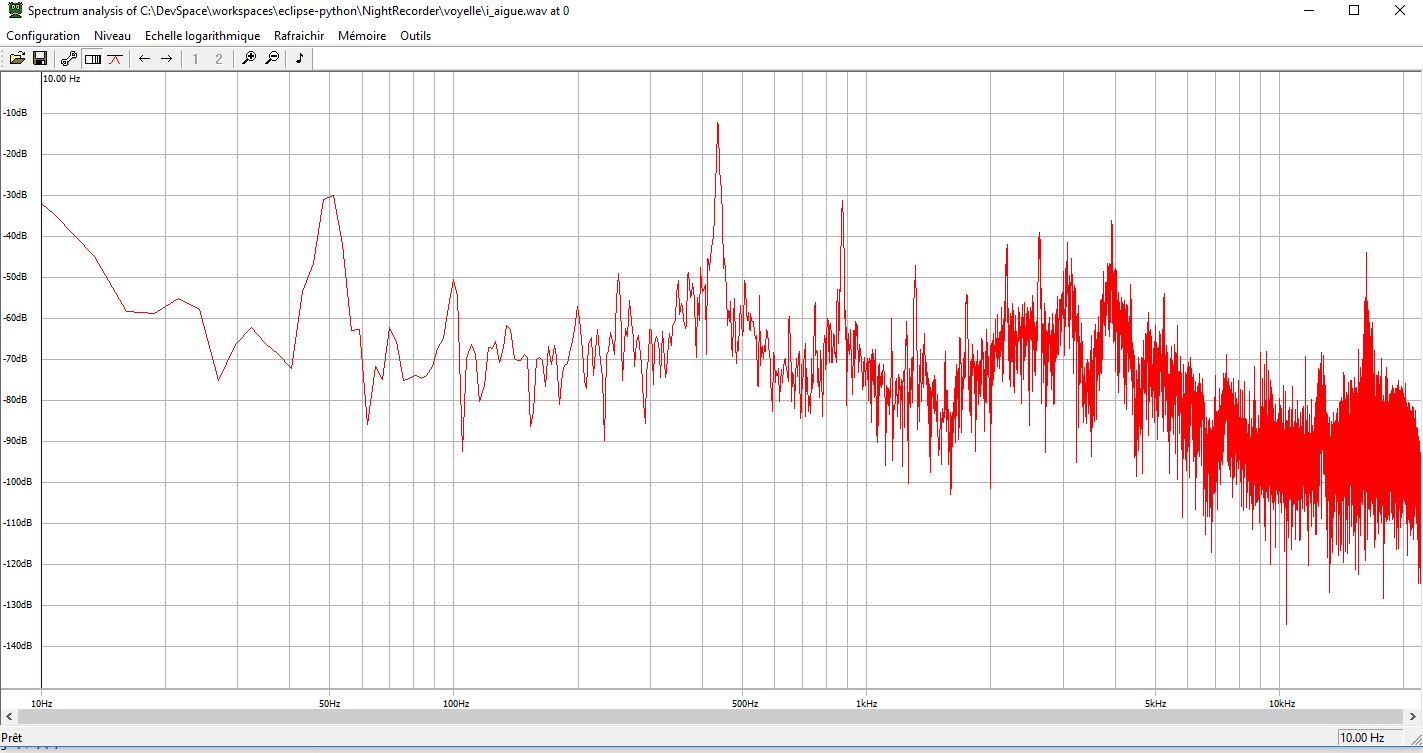 Spectrum analysis of C:\DevSpace\workspaces\eclipse-python\NightRecorder\voyelle\i_aigue.wav at 0
Configuration Niveau Echelle logarithmique Rafraichir Mémoire Outils
1 2
10.00 Hz
-10dB
-20dB
-30dB
-40dB
-50dB
-60dB
-70dB
-80dB
-90dB
-100dB
-110dB
-120dB
-130dB
-140dB
10Hz 50Hz 100Hz 500Hz 1kHz 5kHz 10kHz
Prêt 10.00 Hz